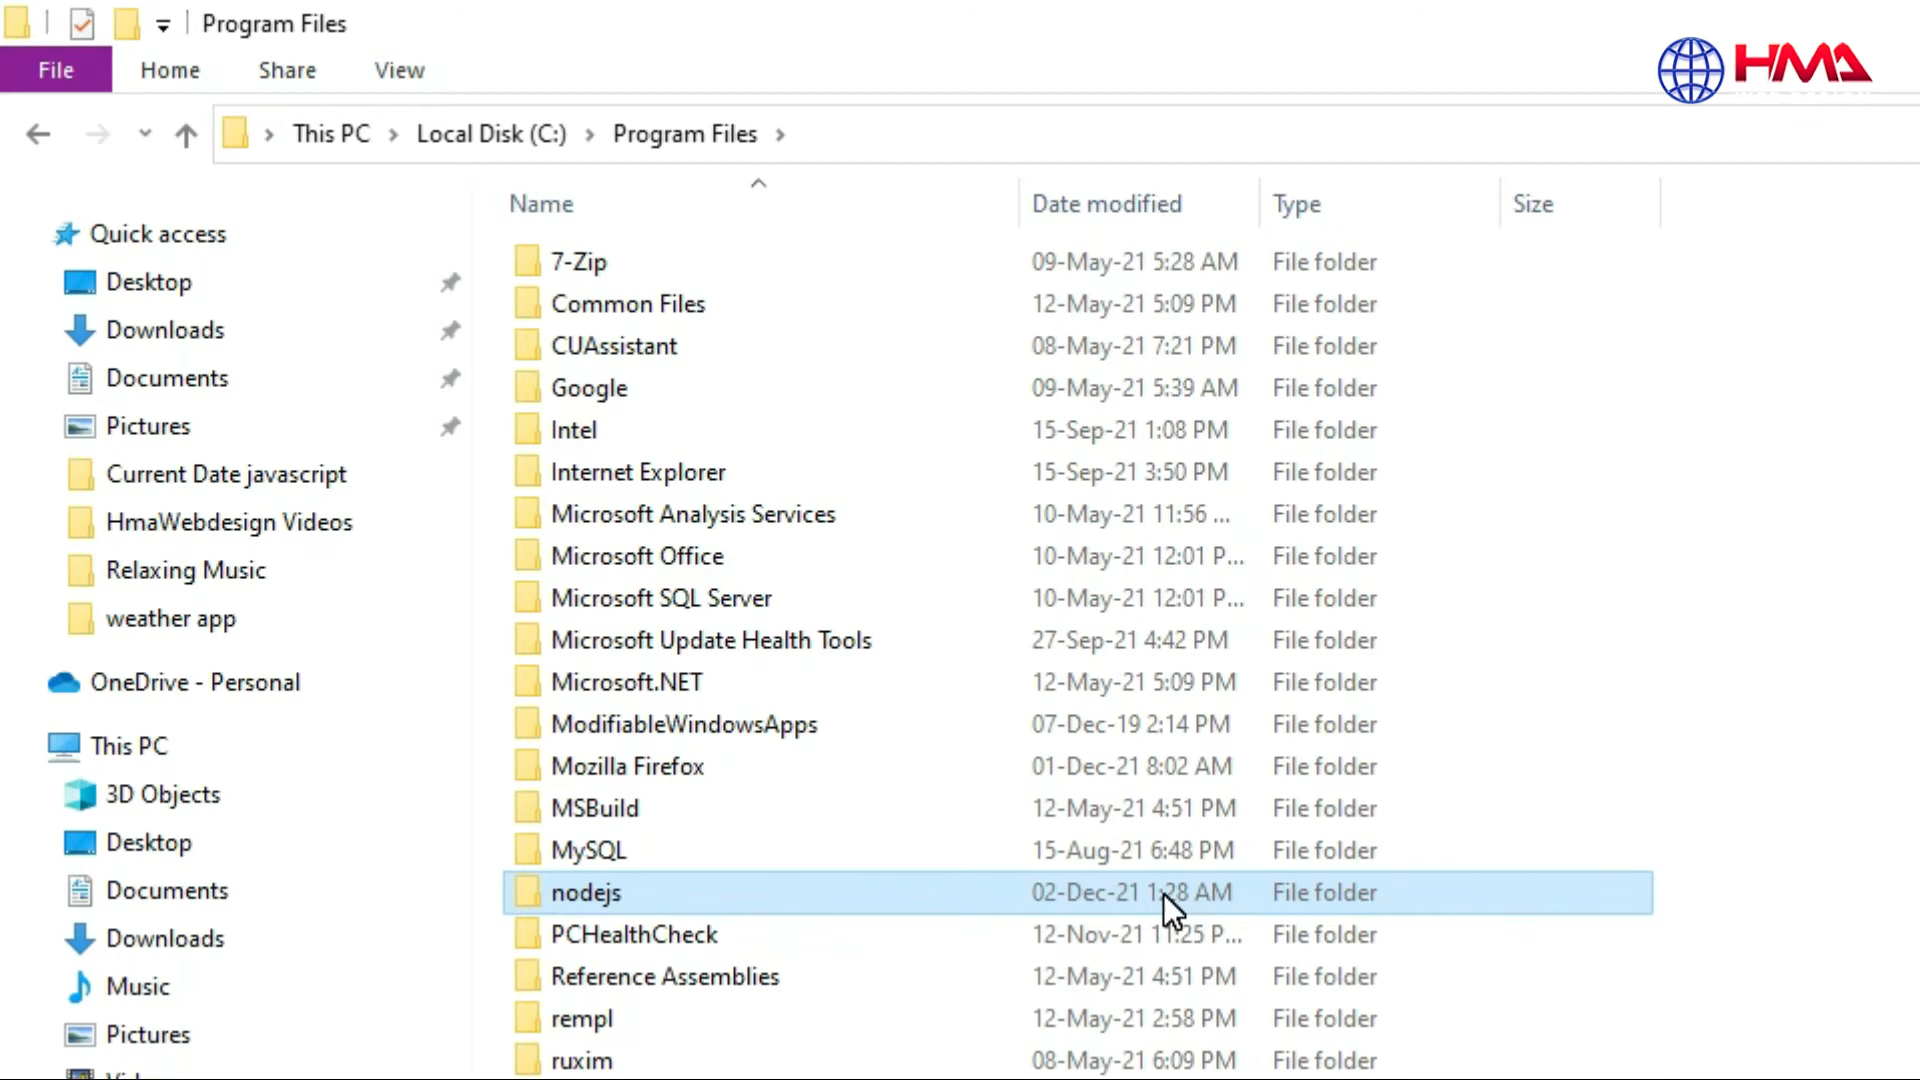 Program Files
File Home Share View
HMA
This PC Local Disk (C:) Program Files
Name Date modified Type Size
Quick access
Desktop
Downloads
Documents
Pictures
Current Date javascript
HmaWebdesign Videos
Relaxing Music
weather app
OneDrive - Personal
This PC
3D Objects
Desktop
Documents
Downloads
Music
Pictures
7-Zip 09-May-21 5:28 AM File folder
Common Files 12-May-21 5:09 PM File folder
CUAssistant 08-May-21 7:21 PM File folder
Google 09-May-21 5:39 AM File folder
Intel 15-Sep-21 1:08 PM File folder
Internet Explorer 15-Sep-21 3:50 PM File folder
Microsoft Analysis Services 10-May-21 11:56 ... File folder
Microsoft Office 10-May-21 12:01 P... File folder
Microsoft SQL Server 10-May-21 12:01 P... File folder
Microsoft Update Health Tools 27-Sep-21 4:42 PM File folder
Microsoft.NET 12-May-21 5:09 PM File folder
ModifiableWindowsApps 07-Dec-19 2:14 PM File folder
Mozilla Firefox 01-Dec-21 8:02 AM File folder
MSBuild 12-May-21 4:51 PM File folder
MySQL 15-Aug-21 6:48 PM File folder
nodejs 02-Dec-21 1:28 AM File folder
PCHealthCheck 12-Nov-21 11:25 P... File folder
Reference Assemblies 12-May-21 4:51 PM File folder
rempl 12-May-21 2:58 PM File folder
ruxim 08-May-21 6:09 PM File folder